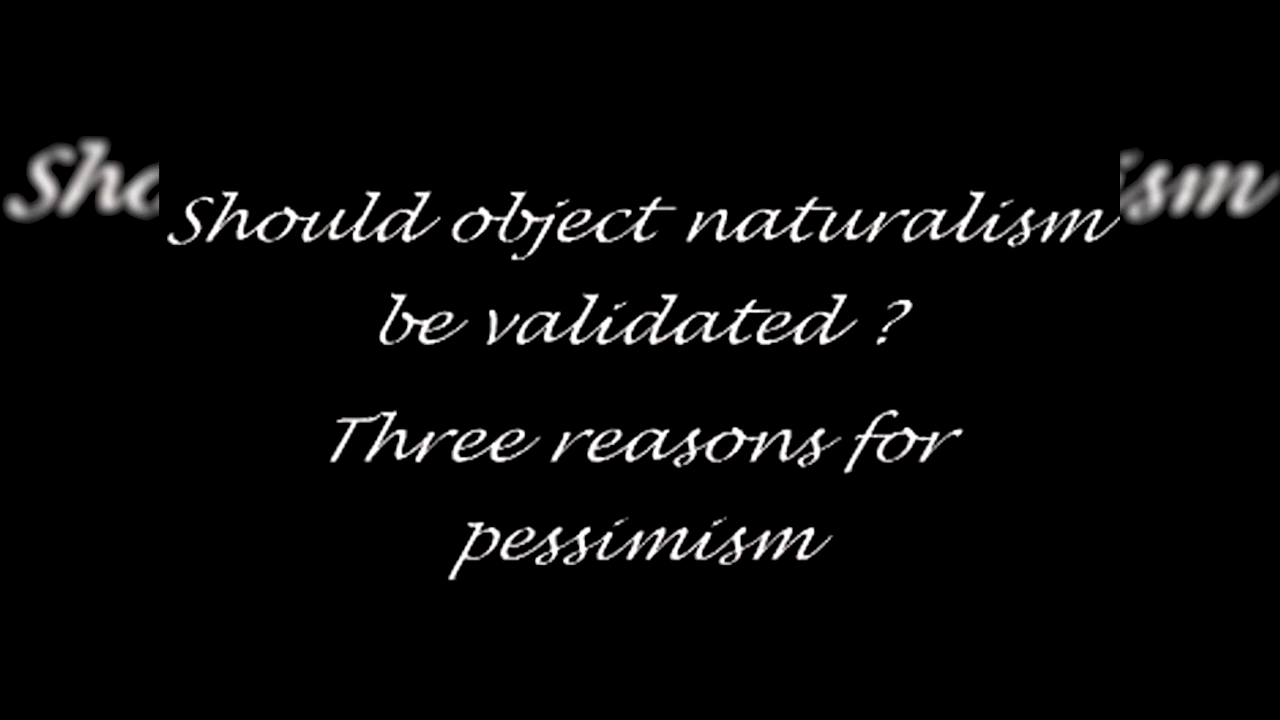 Should object naturalism
be validated ?
Three reasons for
pessimism